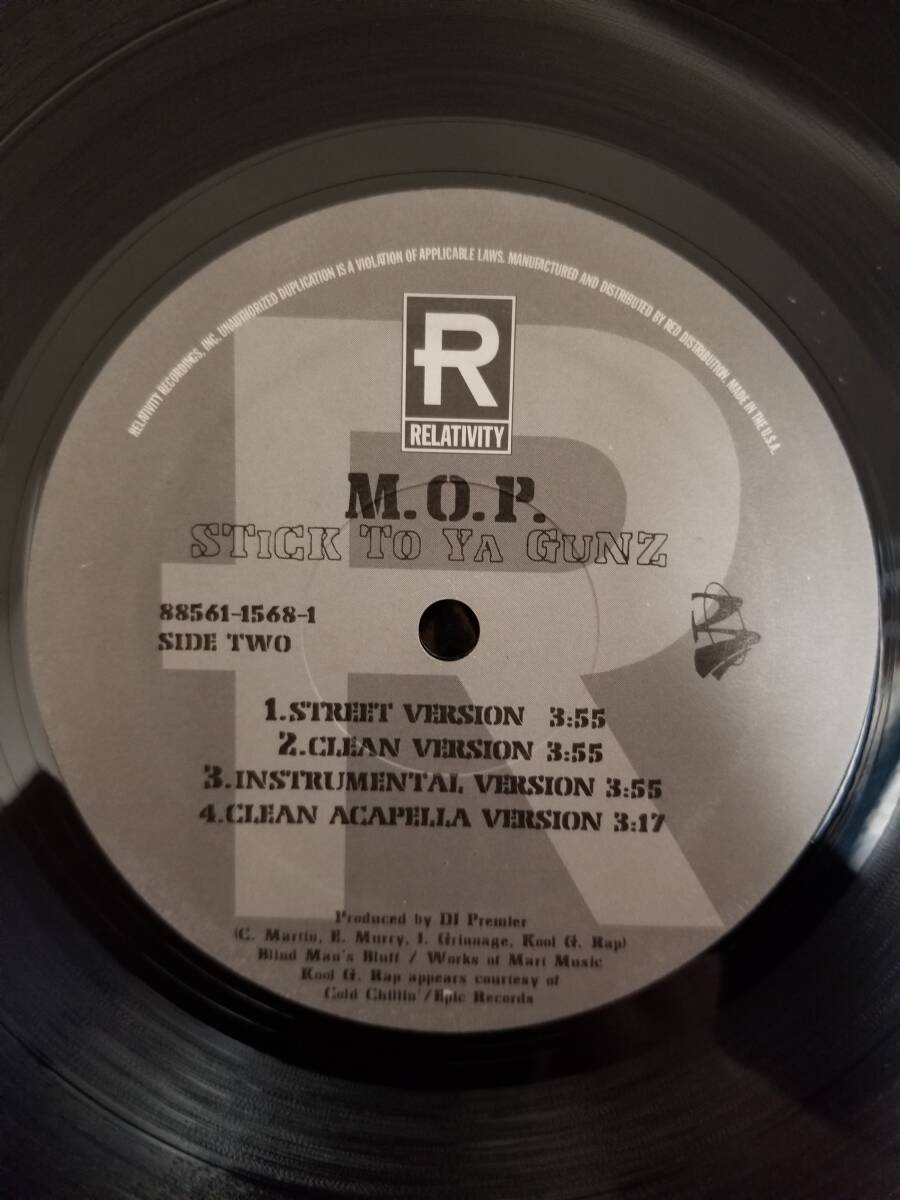 RELATIVITY RECORDINGS, INC. UNAUTHORIZED DUPLICATION IS A VIOLATION OF APPLICABLE LAWS. MANUFACTURED AND DISTRIBUTED BY RED DISTRIBUTION. MADE IN THE U.S.A.
R
RELATIVITY
M.O.P.
STiCK To YA GuNZ
88561-1568-1
SIDE TWO
1.STREET VERSION 3:55
2.CLEAN VERSION 3:55
3.INSTRUMENTAL VERSION 3:55
4.CLEAN ACAPELLA VERSION 3:17
Produced by DJ Premier
(C. Martin, E. Murry, J. Grinnage, Kool G. Rap)
Blind Man's Bluff / Works of Mart Music
Kool G. Rap appears courtesy of
Cold Chillin'/Epic Records